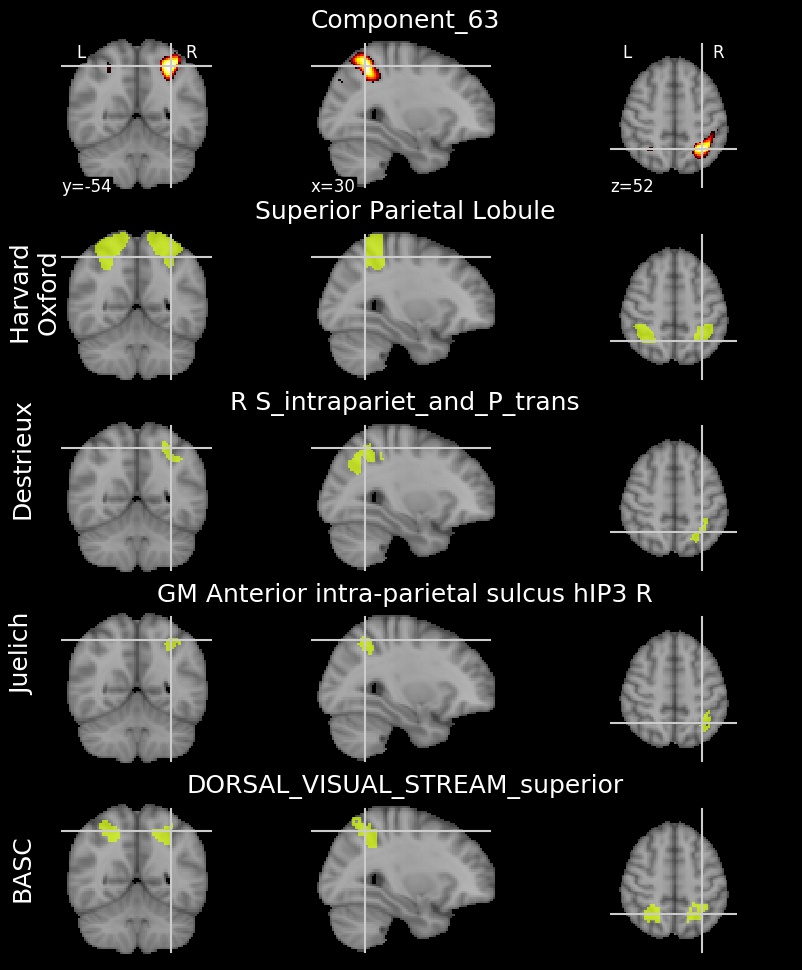 Component_63
L R
L R
y=-54
x=30
z=52
Superior Parietal Lobule
Harvard
Oxford
R S_intrapariet_and_P_trans
Destrieux
GM Anterior intra-parietal sulcus hIP3 R
Juelich
DORSAL_VISUAL_STREAM_superior
BASC